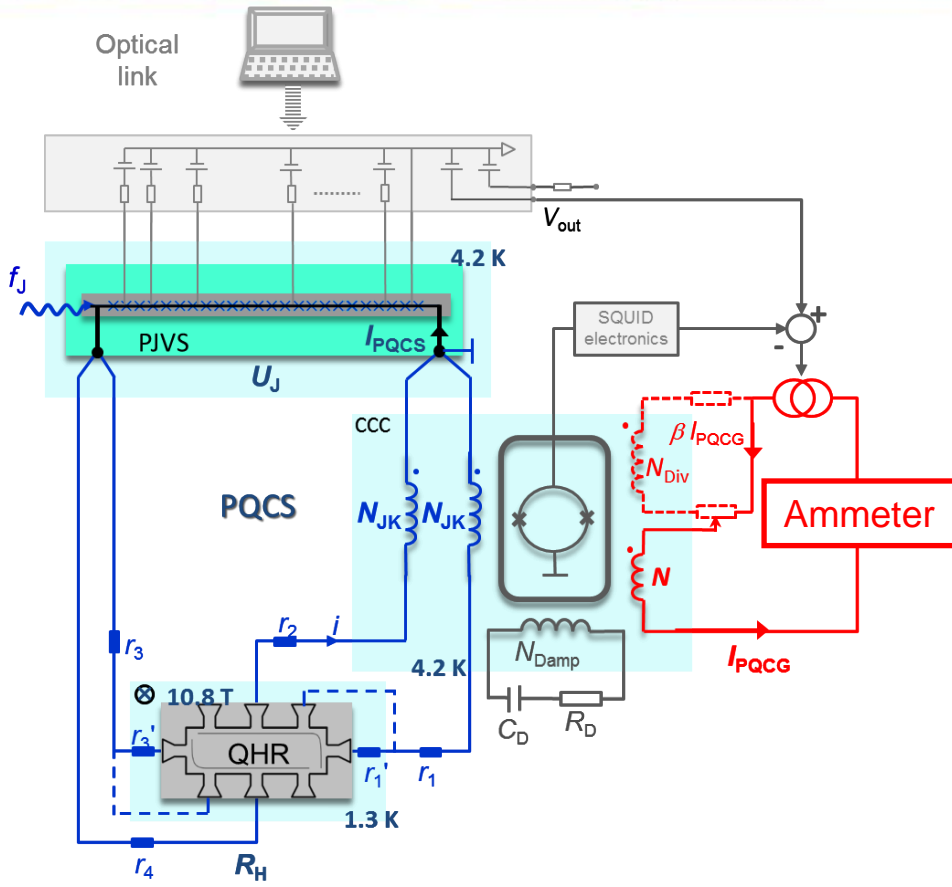 Optical
link
V_out
4.2 K
f_J
PJVS
I_PQCS
U_J
SQUID
electronics
+
-
CCC
β I_PQCG
N_Div
Ammeter
PQCS
N_JK
N_JK
N
r_2
i
I_PQCG
r_3
N_Damp
4.2 K
10.8 T
C_D
R_D
r_3'
QHR
r_1'
r_1
1.3 K
r_4
R_H